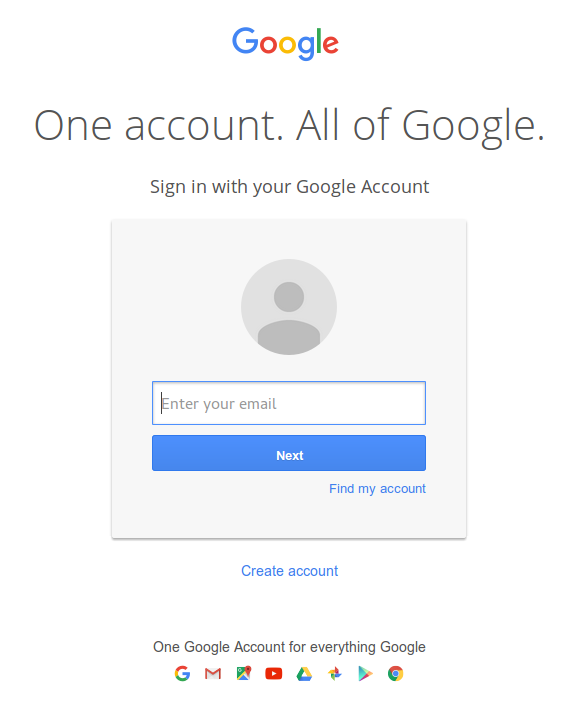 Google
One account. All of Google.
Sign in with your Google Account
Enter your email
Next
Find my account
Create account
One Google Account for everything Google